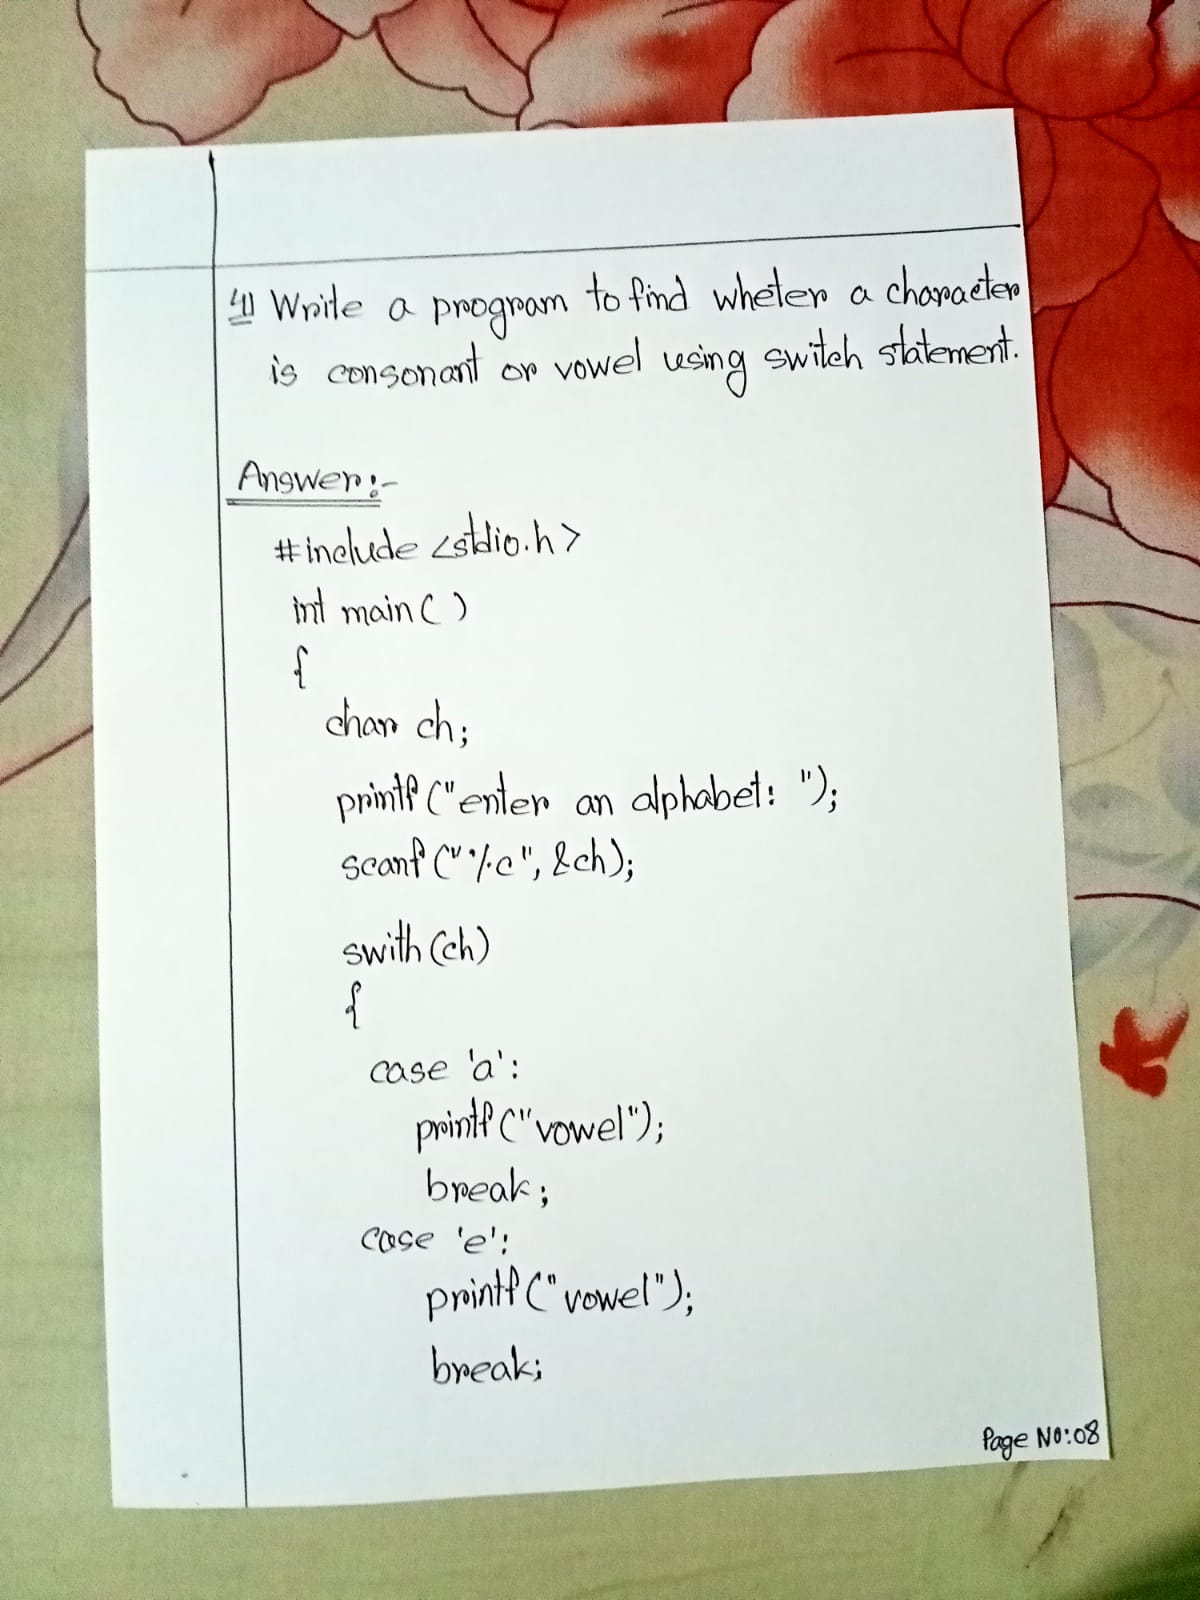 4) Write a program to find wheter a character
is consonant or vowel using switch statement.
Answer:-
#include <stdio.h>
int main( )
{
char ch;
printf ("enter an alphabet: ");
scanf ("%c", &ch);
swith (ch)
{
case 'a':
printf ("vowel");
break;
case 'e':
printf ("vowel");
break;
Page No:08